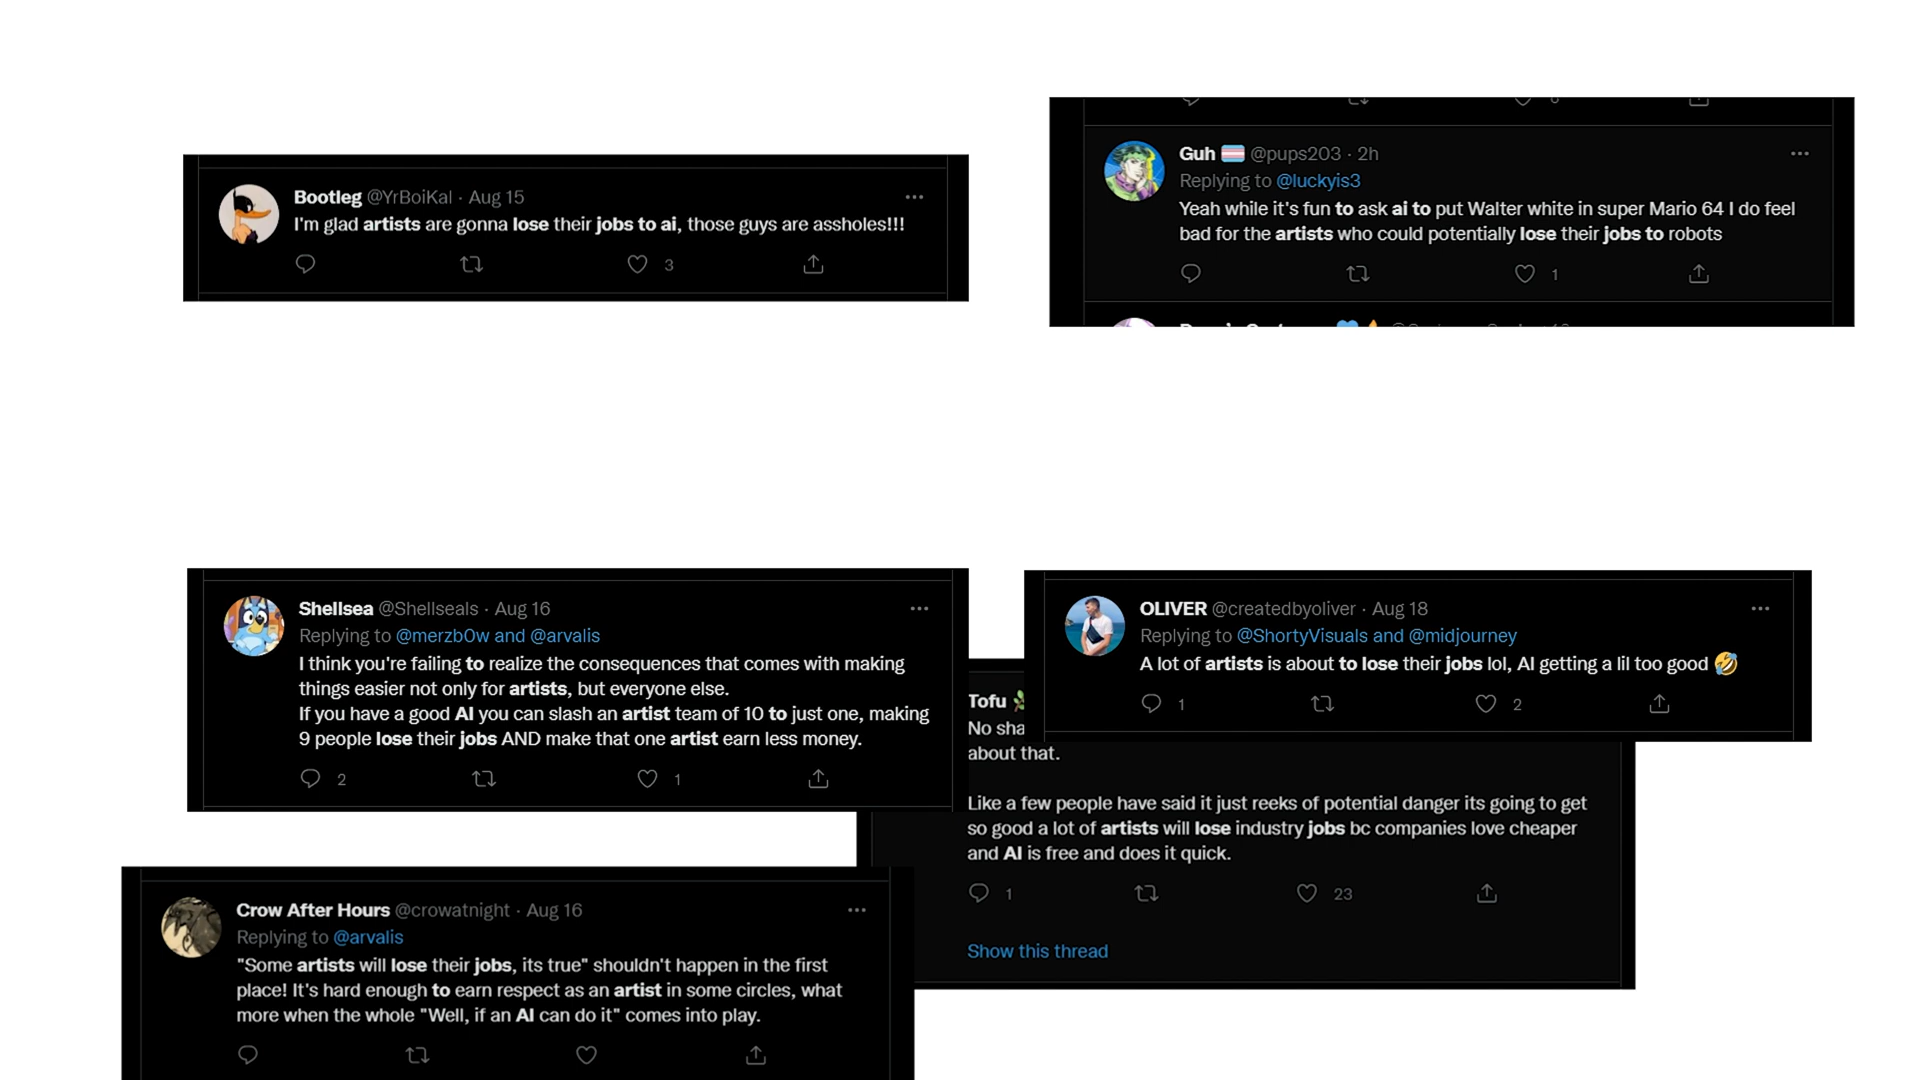 Bootleg @YrBoiKal · Aug 15
I'm glad artists are gonna lose their jobs to ai, those guys are assholes!!!
3
Guh @pups203 · 2h
Replying to @luckyis3
Yeah while it's fun to ask ai to put Walter white in super Mario 64 I do feel
bad for the artists who could potentially lose their jobs to robots
1
Shellsea @Shellseals · Aug 16
Replying to @merzb0w and @arvalis
I think you're failing to realize the consequences that comes with making
things easier not only for artists, but everyone else.
If you have a good AI you can slash an artist team of 10 to just one, making
9 people lose their jobs AND make that one artist earn less money.
2 1
OLIVER @createdbyoliver · Aug 18
Replying to @ShortyVisuals and @midjourney
A lot of artists is about to lose their jobs lol, AI getting a lil too good 🤣
1 2
Tofu
No sha
about that.
Like a few people have said it just reeks of potential danger its going to get
so good a lot of artists will lose industry jobs bc companies love cheaper
and AI is free and does it quick.
1 23
Show this thread
Crow After Hours @crowatnight · Aug 16
Replying to @arvalis
"Some artists will lose their jobs, its true" shouldn't happen in the first
place! It's hard enough to earn respect as an artist in some circles, what
more when the whole "Well, if an AI can do it" comes into play.